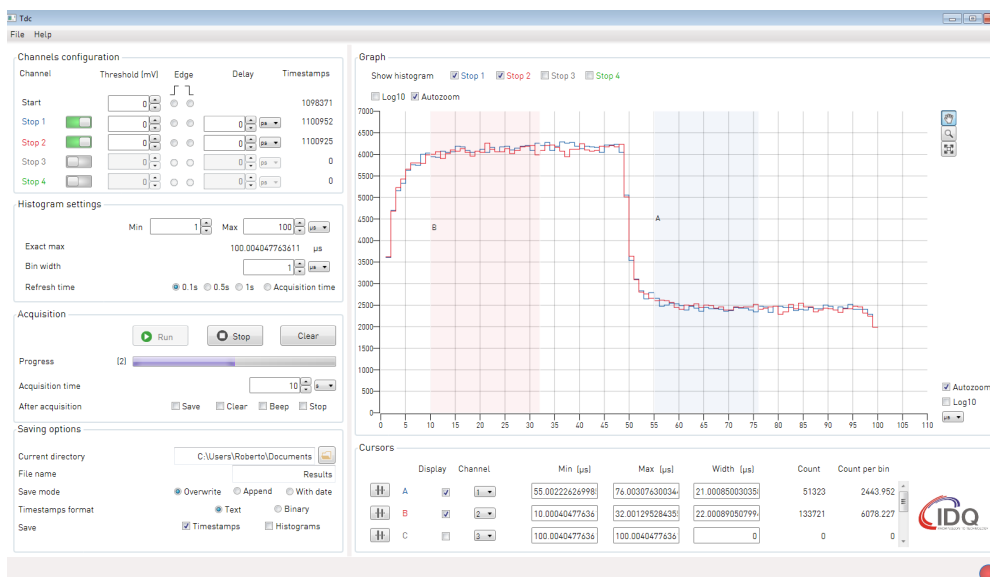 Tdc
File Help
Channels configuration
Channel Threshold (mV) Edge Delay Timestamps
Start 0 1098371
Stop 1 0 0 ps 1100952
Stop 2 0 0 ps 1100925
Stop 3 0 0 ps 0
Stop 4 0 0 ps 0
Histogram settings
Min 1 Max 100 µs
Exact max 100.004047763611 µs
Bin width 1 µs
Refresh time 0.1s 0.5s 1s Acquisition time
Acquisition
Run Stop Clear
Progress [2]
Acquisition time 10 s
After acquisition Save Clear Beep Stop
Saving options
Current directory C:\Users\Roberto\Documents
File name Results
Save mode Overwrite Append With date
Timestamps format Text Binary
Save Timestamps Histograms
Graph
Show histogram Stop 1 Stop 2 Stop 3 Stop 4
Log10 Autozoom
7000
6500
6000
5500
5000
4500
4000
3500
3000
2500
2000
1500
1000
500
0
B
A
0 5 10 15 20 25 30 35 40 45 50 55 60 65 70 75 80 85 90 95 100 105 110
Autozoom
Log10
µs
Cursors
Display Channel Min (µs) Max (µs) Width (µs) Count Count per bin
A 1 55.00222626998 76.00307630034 21.00085003035 51323 2443.952
B 2 10.00040477636 32.00129528435 22.00089050799 133721 6078.227
C 3 100.0040477636 100.0040477636 0 0 0
IDQ